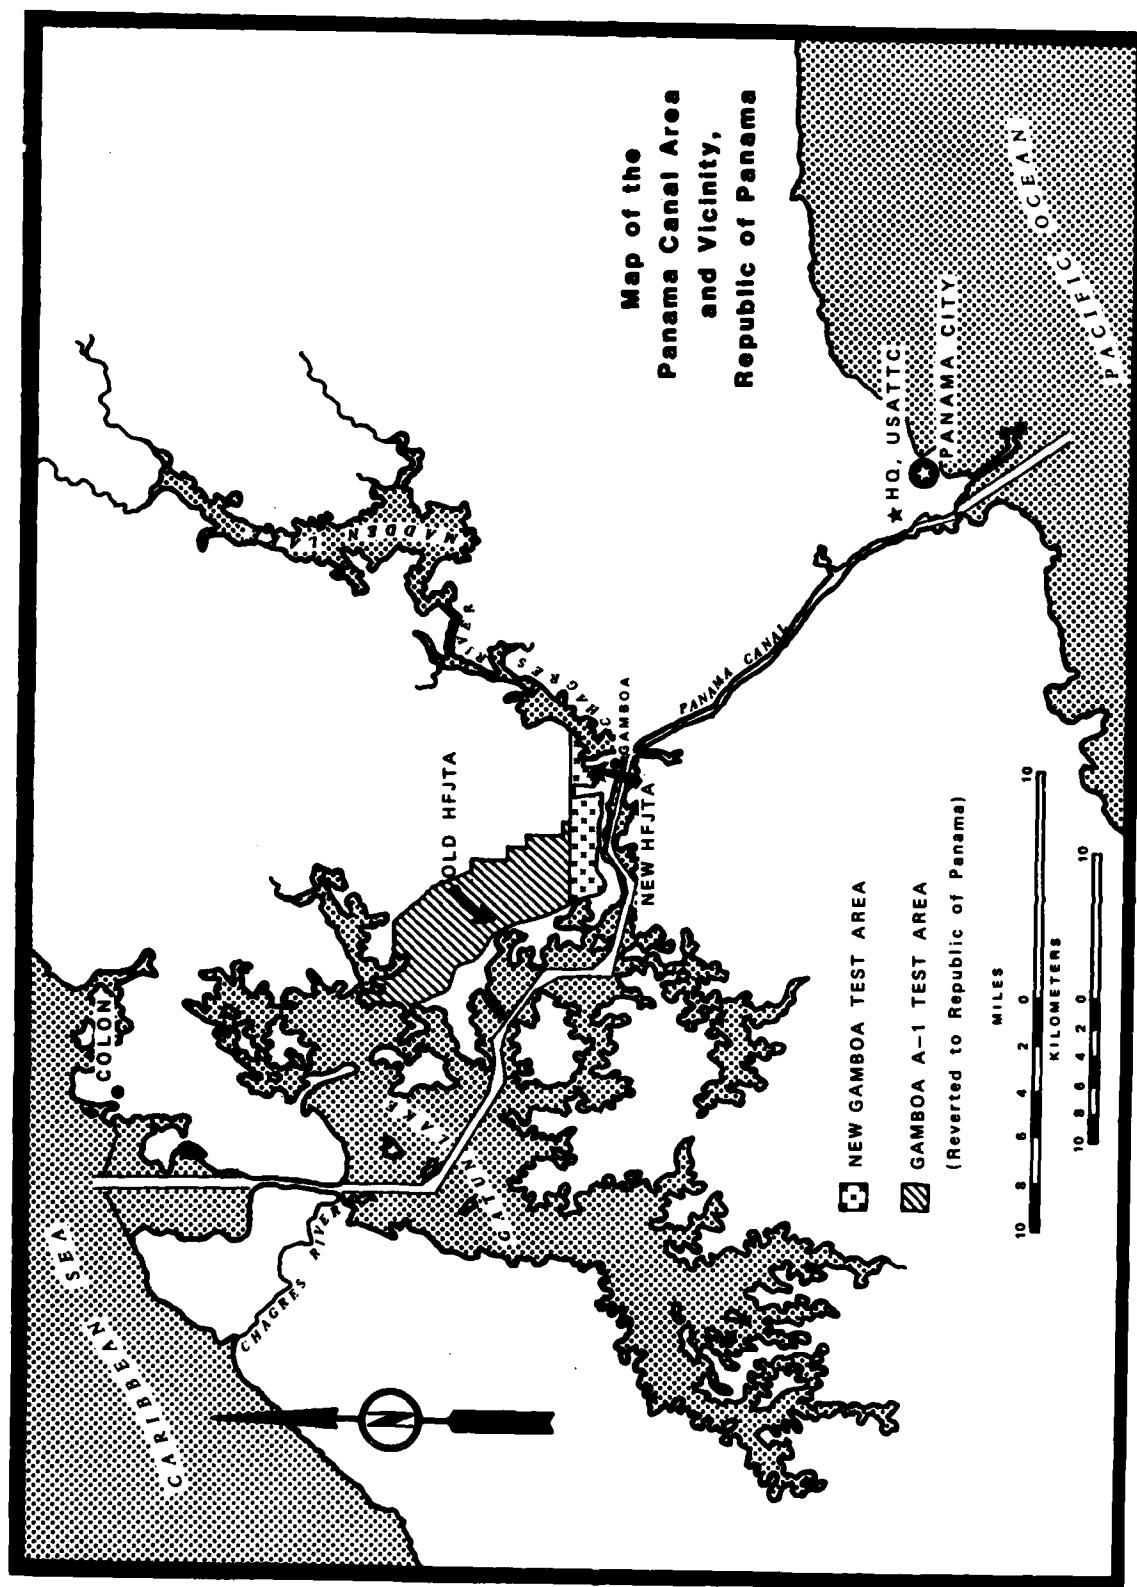 Map of the
Panama Canal Area
and Vicinity,
Republic of Panama
CARIBBEAN SEA
COLON
CHAGRES RIVER
GATUN LAKE
MADDEN LAKE
CHAGRES RIVER
OLD HFJTA
GAMBOA
NEW HFJTA
PANAMA CANAL
HQ, USATTC
PANAMA CITY
PACIFIC OCEAN
N
NEW GAMBOA TEST AREA
GAMBOA A-1 TEST AREA
(Reverted to Republic of Panama)
MILES
10 8 6 4 2 0 10
KILOMETERS
10 8 6 4 2 0 10